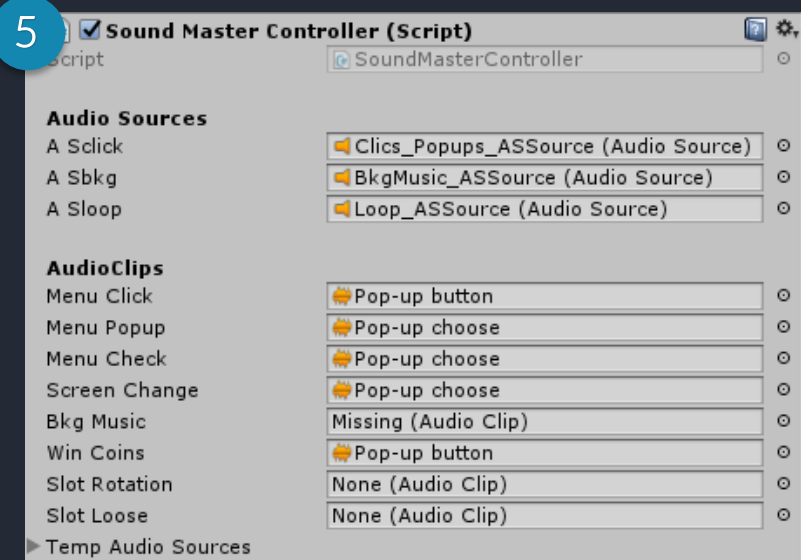 5
Sound Master Controller (Script)
Script SoundMasterController
Audio Sources
A Sclick Clics_Popups_ASSource (Audio Source)
A Sbkg BkgMusic_ASSource (Audio Source)
A Sloop Loop_ASSource (Audio Source)
AudioClips
Menu Click Pop-up button
Menu Popup Pop-up choose
Menu Check Pop-up choose
Screen Change Pop-up choose
Bkg Music Missing (Audio Clip)
Win Coins Pop-up button
Slot Rotation None (Audio Clip)
Slot Loose None (Audio Clip)
Temp Audio Sources